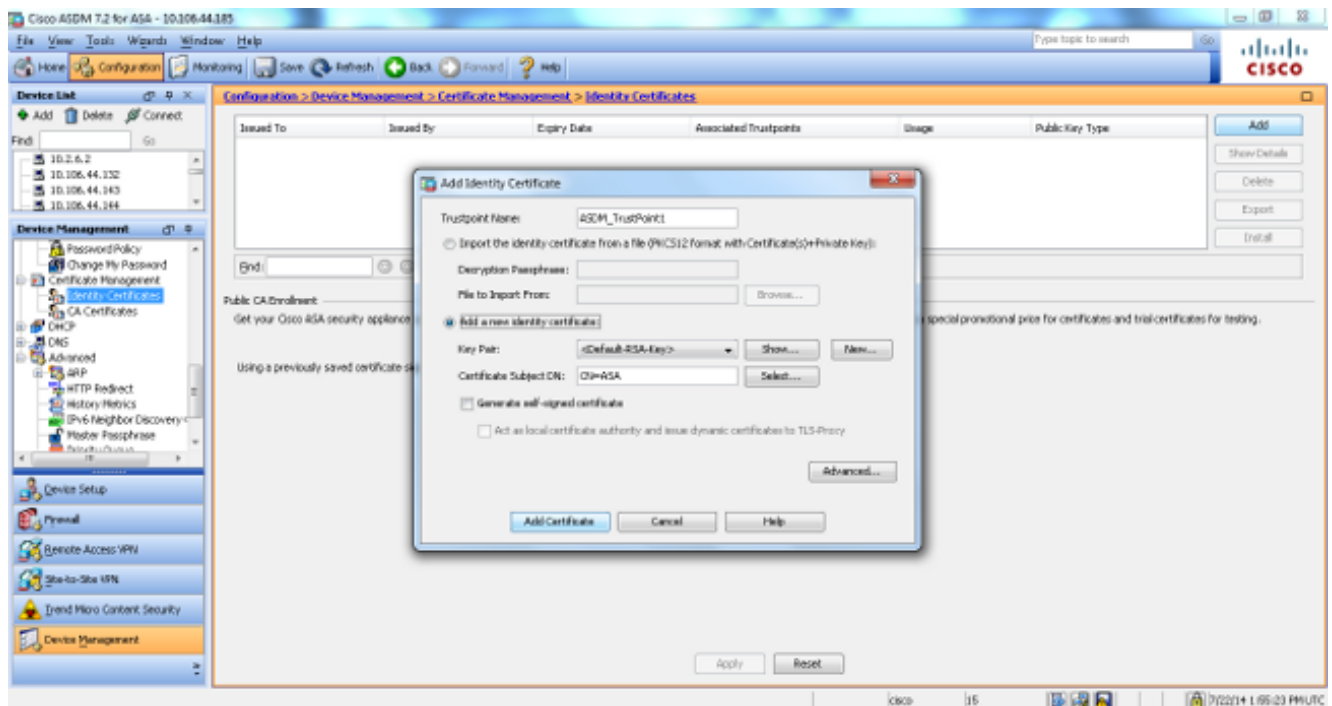 Cisco ASDM 7.2 for ASA - 10.106.44.185
File View Tools Wizards Window Help
Type topic to search Go
Home Configuration Monitoring Save Refresh Back Forward Help
CISCO
Device List
Add Delete Connect
Find: Go
10.2.6.2
10.106.44.132
10.106.44.143
10.106.44.144
Device Management
Password Policy
Change My Password
Certificate Management
Identity Certificates
CA Certificates
DHCP
DNS
Advanced
ARP
HTTP Redirect
History Metrics
IPv6 Neighbor Discovery
Master Passphrase
Priority Queue
Device Setup
Firewall
Remote Access VPN
Site-to-Site VPN
Trend Micro Content Security
Device Management
Configuration > Device Management > Certificate Management > Identity Certificates
Issued To Issued By Expiry Date Associated Trustpoints Usage Public Key Type
Add
Show Details
Delete
Export
Install
Find:
Public CA Enrollment
Get your Cisco ASA security appliance
special promotional price for certificates and trial certificates for testing.
Using a previously saved certificate
Add Identity Certificate
Trustpoint Name: ASDM_TrustPoint1
Import the identity certificate from a file (PKCS12 format with Certificate(s)+Private Key):
Decryption Passphrase:
File to Import From: Browse...
Add a new identity certificate:
Key Pair: <Default-RSA-Key> Show... New...
Certificate Subject DN: CN=ASA Select...
Generate self-signed certificate
Act as local certificate authority and issue dynamic certificates to TLS-Proxy
Advanced...
Add Certificate Cancel Help
Apply Reset
cisco 15 7/22/14 1:55:23 PM UTC